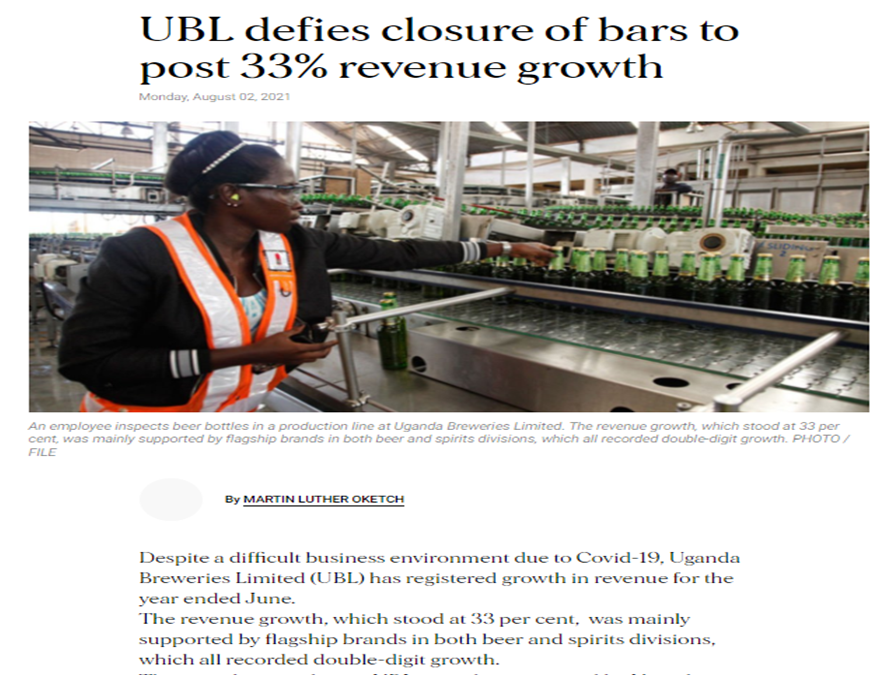 UBL defies closure of bars to
post 33% revenue growth
Monday, August 02, 2021
An employee inspects beer bottles in a production line at Uganda Breweries Limited. The revenue growth, which stood at 33 per
cent, was mainly supported by flagship brands in both beer and spirits divisions, which all recorded double-digit growth. PHOTO /
FILE
By MARTIN LUTHER OKETCH
Despite a difficult business environment due to Covid-19, Uganda
Breweries Limited (UBL) has registered growth in revenue for the
year ended June.
The revenue growth, which stood at 33 per cent,  was mainly
supported by flagship brands in both beer and spirits divisions,
which all recorded double-digit growth.